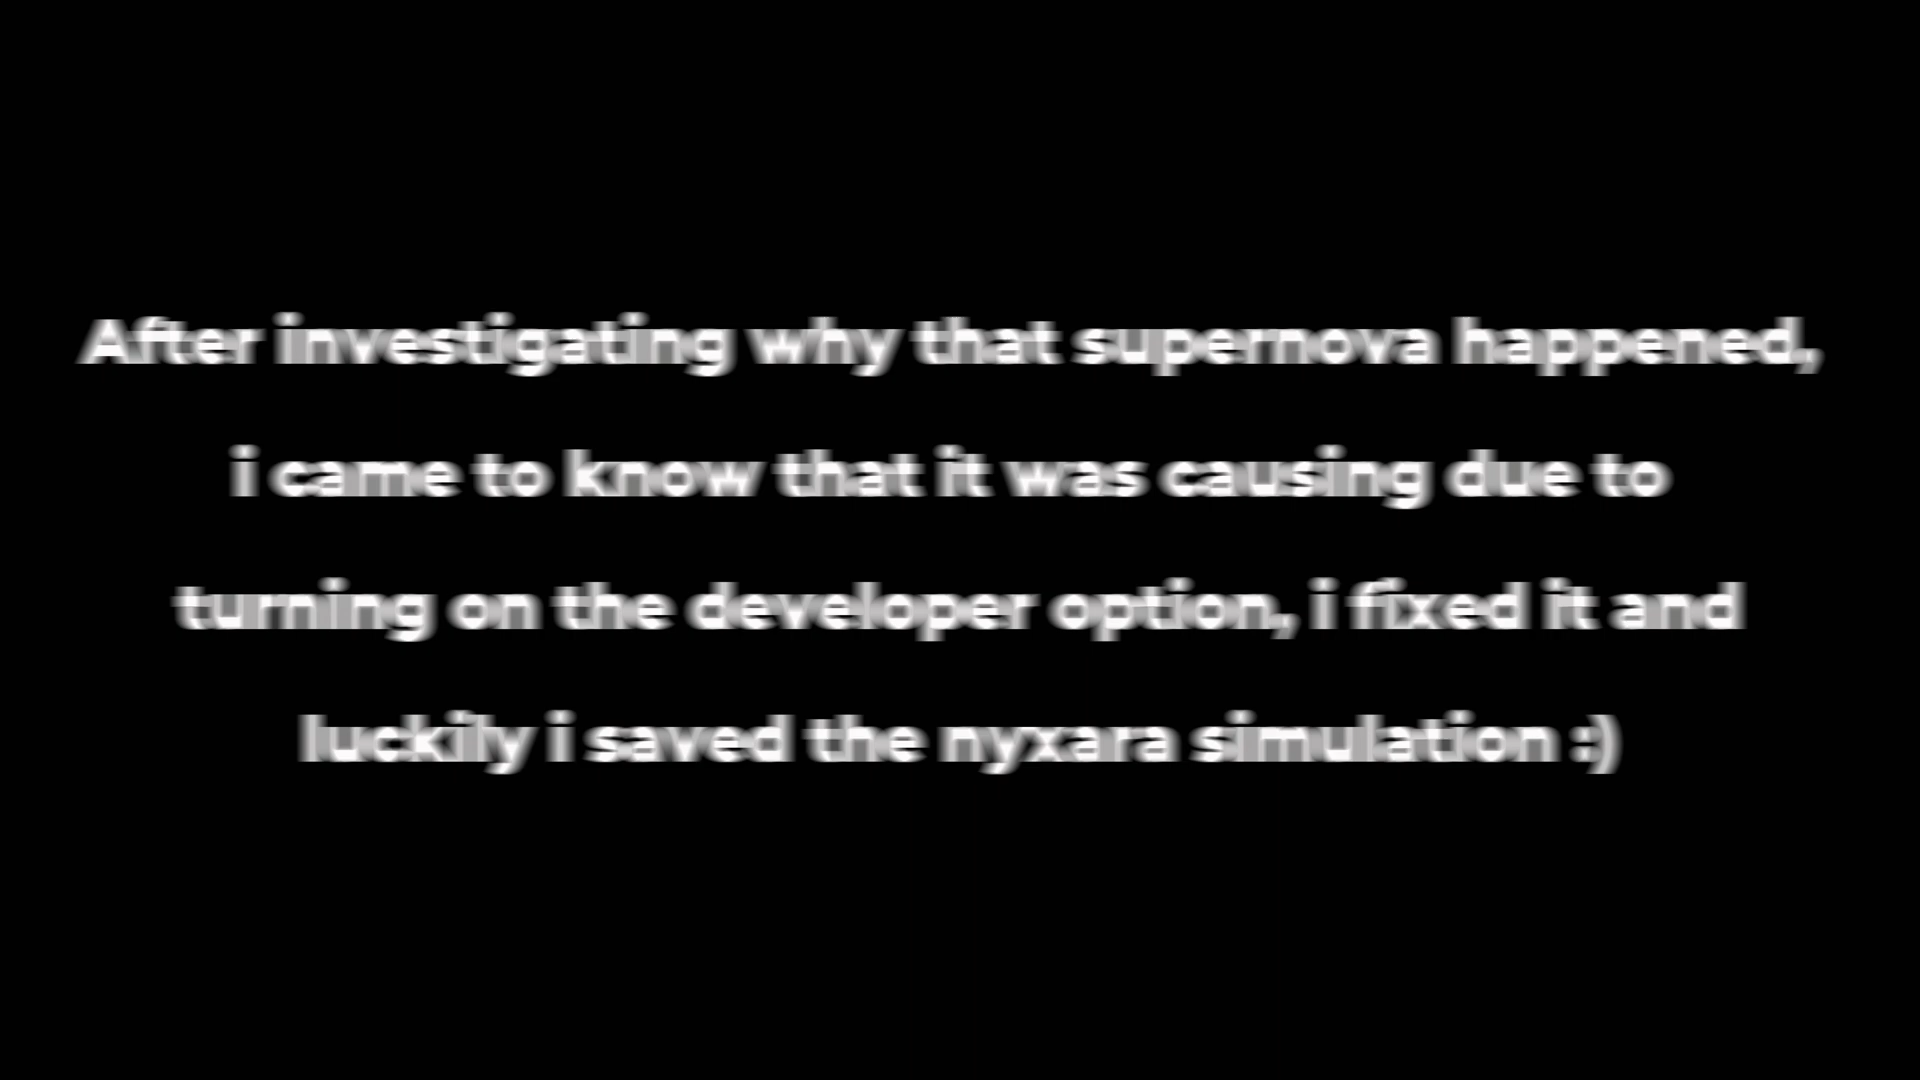 After investigating why that supernova happened,
i came to know that it was causing due to
turning on the developer option, i fixed it and
luckily i saved the nyxara simulation :)